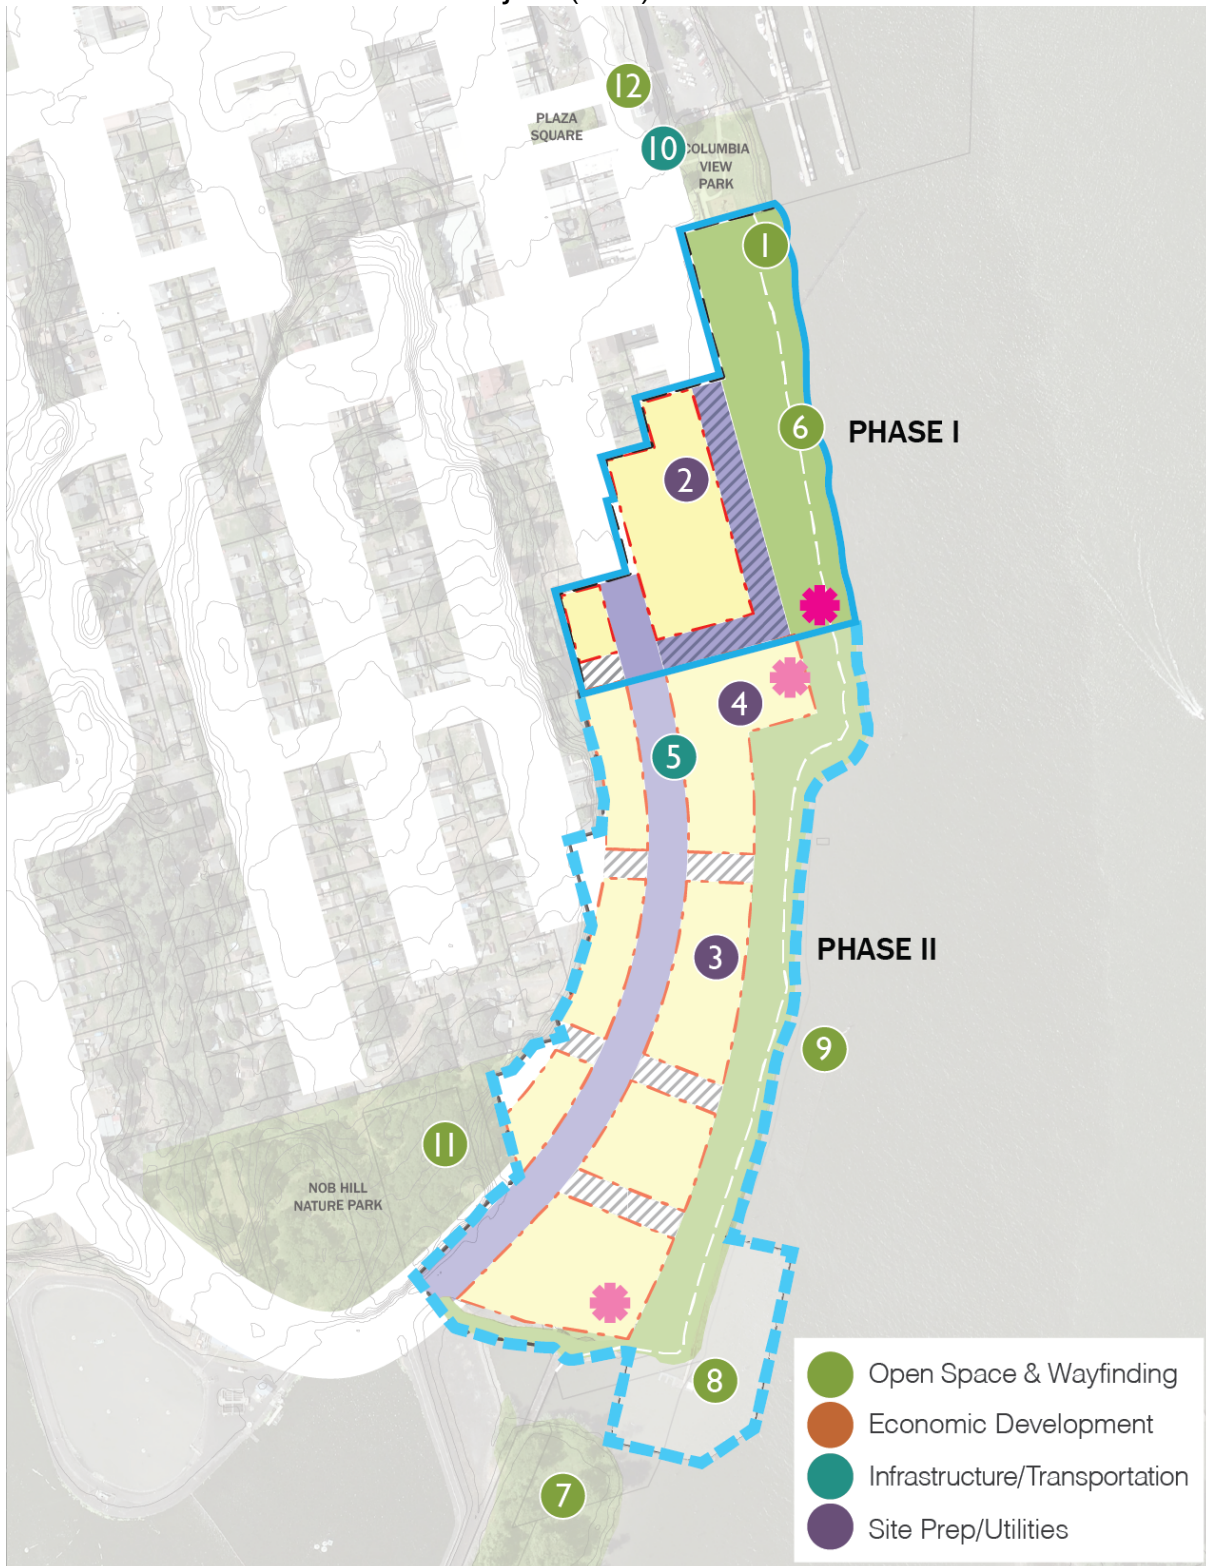 12
PLAZA
SQUARE
10
COLUMBIA
VIEW
PARK
1
6
PHASE I
2
4
5
3
PHASE II
9
11
NOB HILL
NATURE PARK
8
7
Open Space & Wayfinding
Economic Development
Infrastructure/Transportation
Site Prep/Utilities